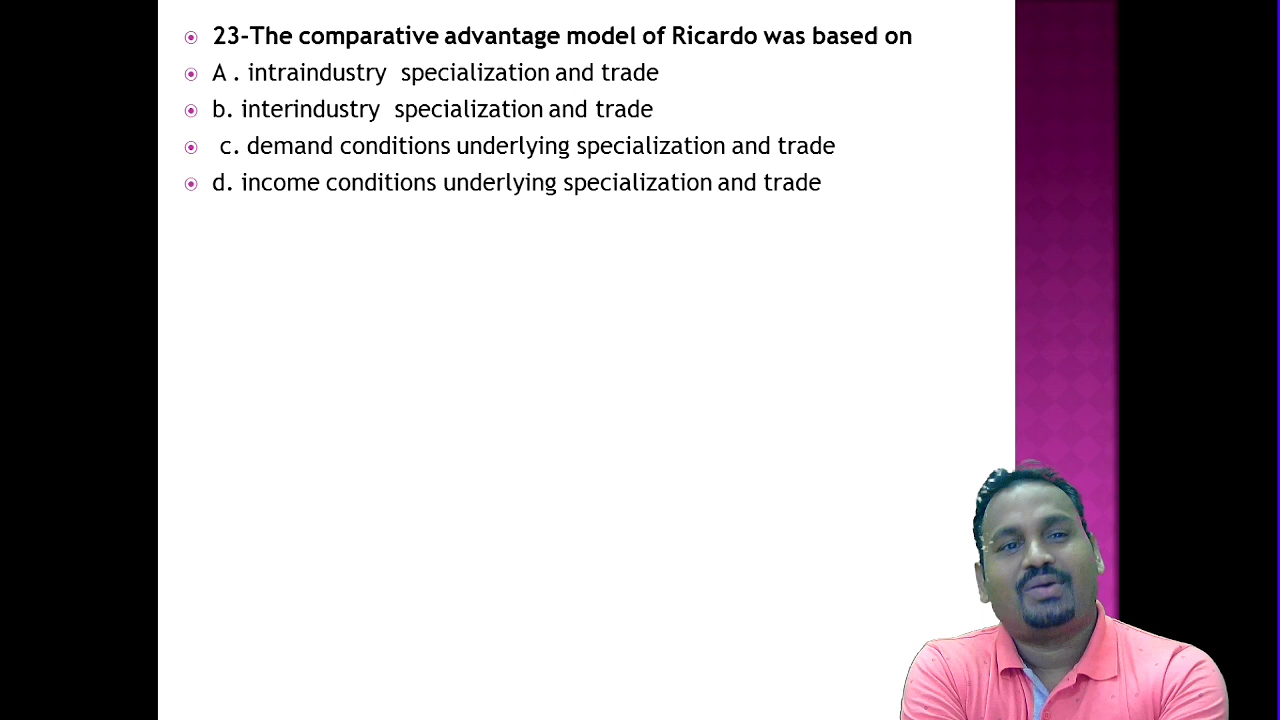 23-The comparative advantage model of Ricardo was based on
A . intraindustry specialization and trade
b. interindustry specialization and trade
c. demand conditions underlying specialization and trade
d. income conditions underlying specialization and trade